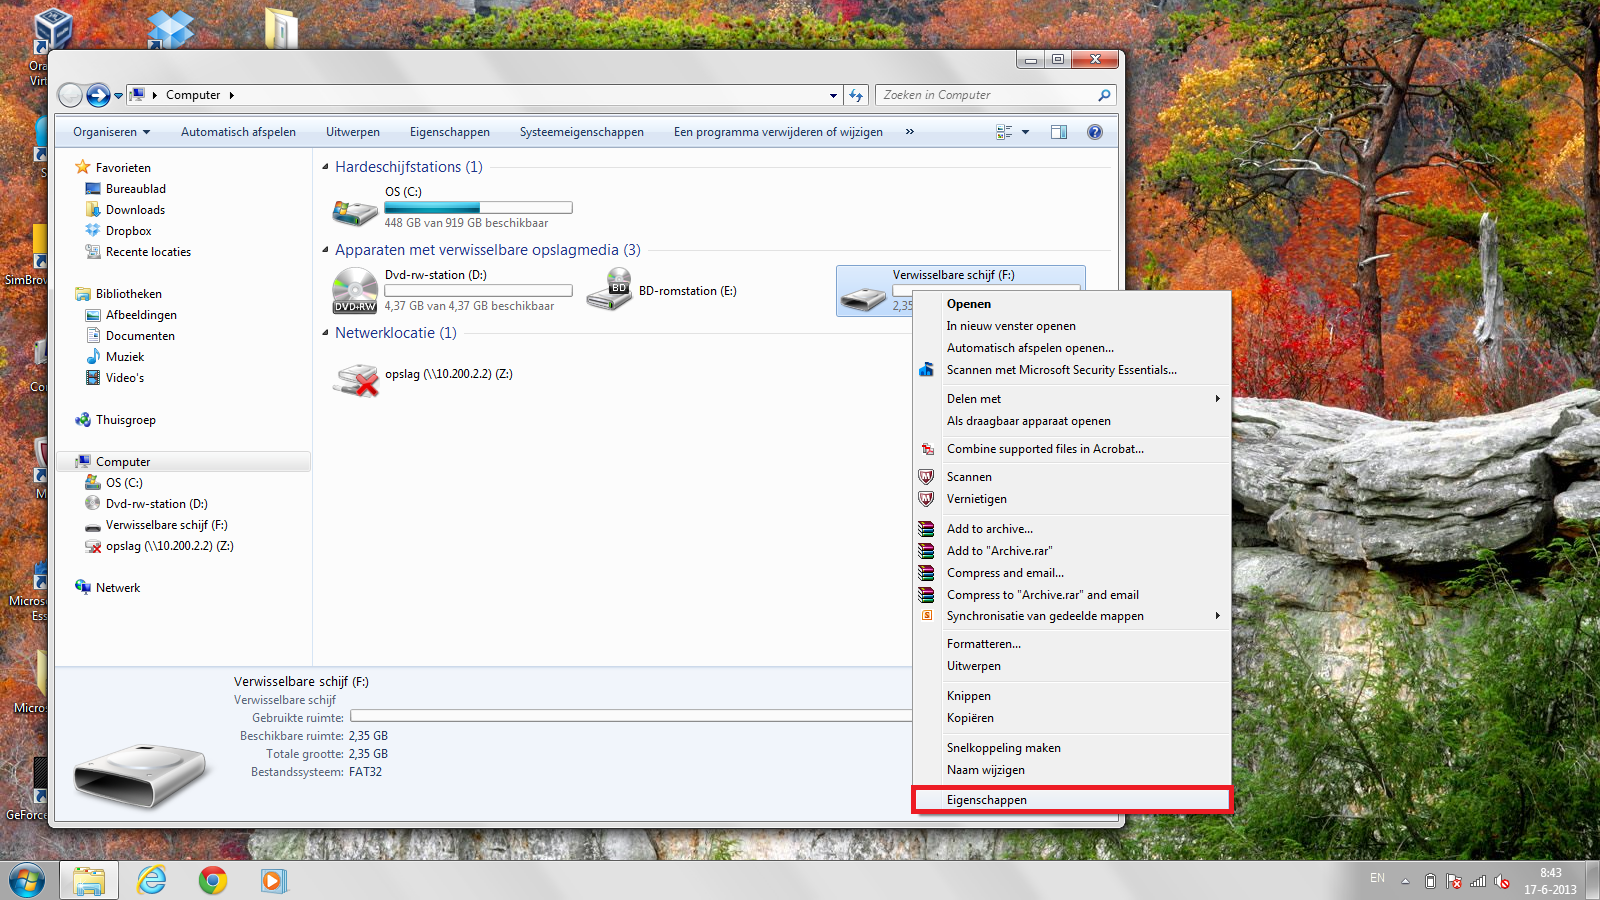 Ora
Virt
Computer
Zoeken in Computer
Organiseren
Automatisch afspelen
Uitwerpen
Eigenschappen
Systeemeigenschappen
Een programma verwijderen of wijzigen
»
Favorieten
Bureaublad
Downloads
Dropbox
Recente locaties
Bibliotheken
Afbeeldingen
Documenten
Muziek
Video's
Thuisgroep
Computer
OS (C:)
Dvd-rw-station (D:)
Verwisselbare schijf (F:)
opslag (\\10.200.2.2) (Z:)
Netwerk
Hardeschijfstations (1)
OS (C:)
448 GB van 919 GB beschikbaar
Apparaten met verwisselbare opslagmedia (3)
Dvd-rw-station (D:)
4,37 GB van 4,37 GB beschikbaar
DVD-RW
BD
BD-romstation (E:)
Verwisselbare schijf (F:)
2,35
Netwerklocatie (1)
opslag (\\10.200.2.2) (Z:)
Openen
In nieuw venster openen
Automatisch afspelen openen...
Scannen met Microsoft Security Essentials...
Delen met
Als draagbaar apparaat openen
Combine supported files in Acrobat...
Scannen
Vernietigen
Add to archive...
Add to "Archive.rar"
Compress and email...
Compress to "Archive.rar" and email
Synchronisatie van gedeelde mappen
Formatteren...
Uitwerpen
Knippen
Kopiëren
Snelkoppeling maken
Naam wijzigen
Eigenschappen
Verwisselbare schijf (F:)
Verwisselbare schijf
Gebruikte ruimte:
Beschikbare ruimte: 2,35 GB
Totale grootte: 2,35 GB
Bestandssysteem: FAT32
S
SimBrow
Co
M
Micros
Ess
Micros
GeForce
EN
8:43
17-6-2013